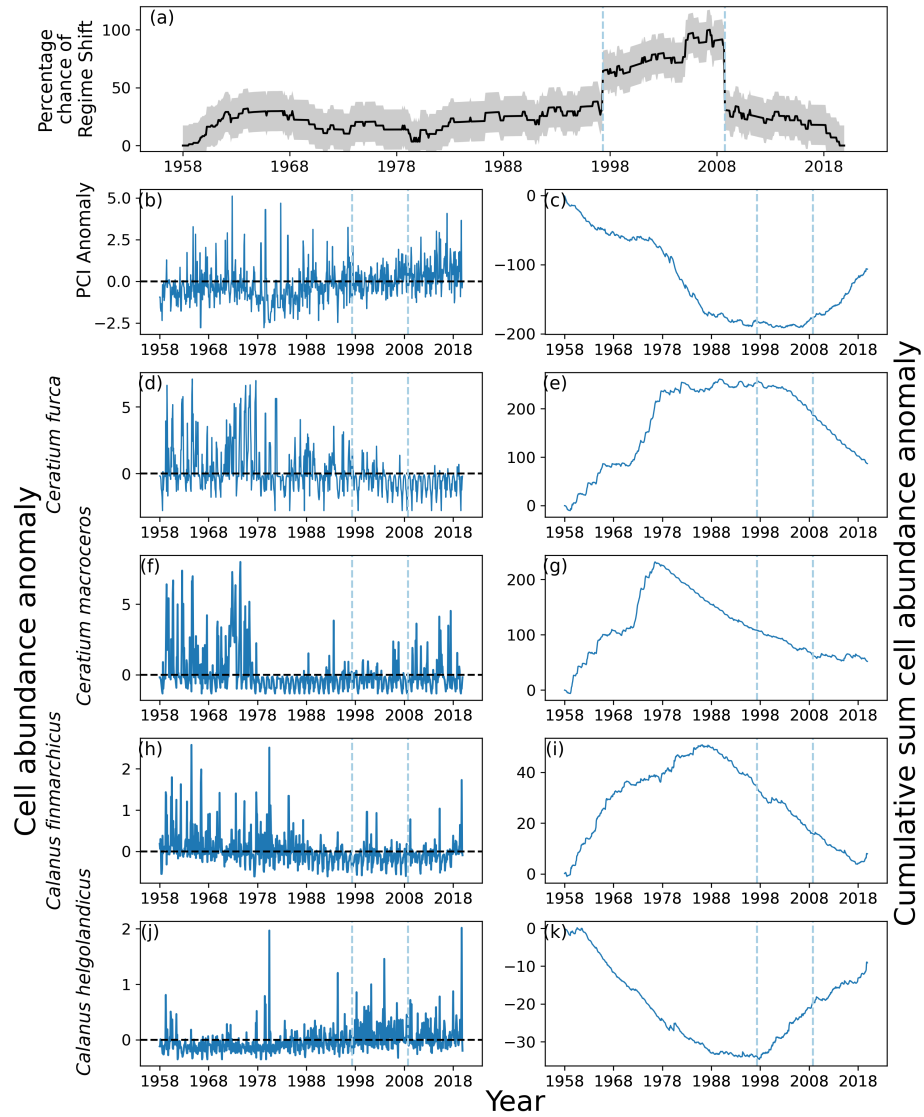 (a)
Percentage
chance of
Regime Shift
100
50
0
1958 1968 1978 1988 1998 2008 2018
(b)
PCI Anomaly
5.0
2.5
0.0
−2.5
1958 1968 1978 1988 1998 2008 2018
(c)
0
−100
−200
1958 1968 1978 1988 1998 2008 2018
(d)
Ceratium furca
5
0
1958 1968 1978 1988 1998 2008 2018
(e)
200
100
0
1958 1968 1978 1988 1998 2008 2018
(f)
Ceratium macroceros
5
0
1958 1968 1978 1988 1998 2008 2018
(g)
200
100
0
1958 1968 1978 1988 1998 2008 2018
(h)
Calanus finmarchicus
2
1
0
1958 1968 1978 1988 1998 2008 2018
(i)
40
20
0
1958 1968 1978 1988 1998 2008 2018
(j)
Calanus helgolandicus
2
1
0
1958 1968 1978 1988 1998 2008 2018
(k)
0
−10
−20
−30
1958 1968 1978 1988 1998 2008 2018
Cell abundance anomaly
Cumulative sum cell abundance anomaly
Year